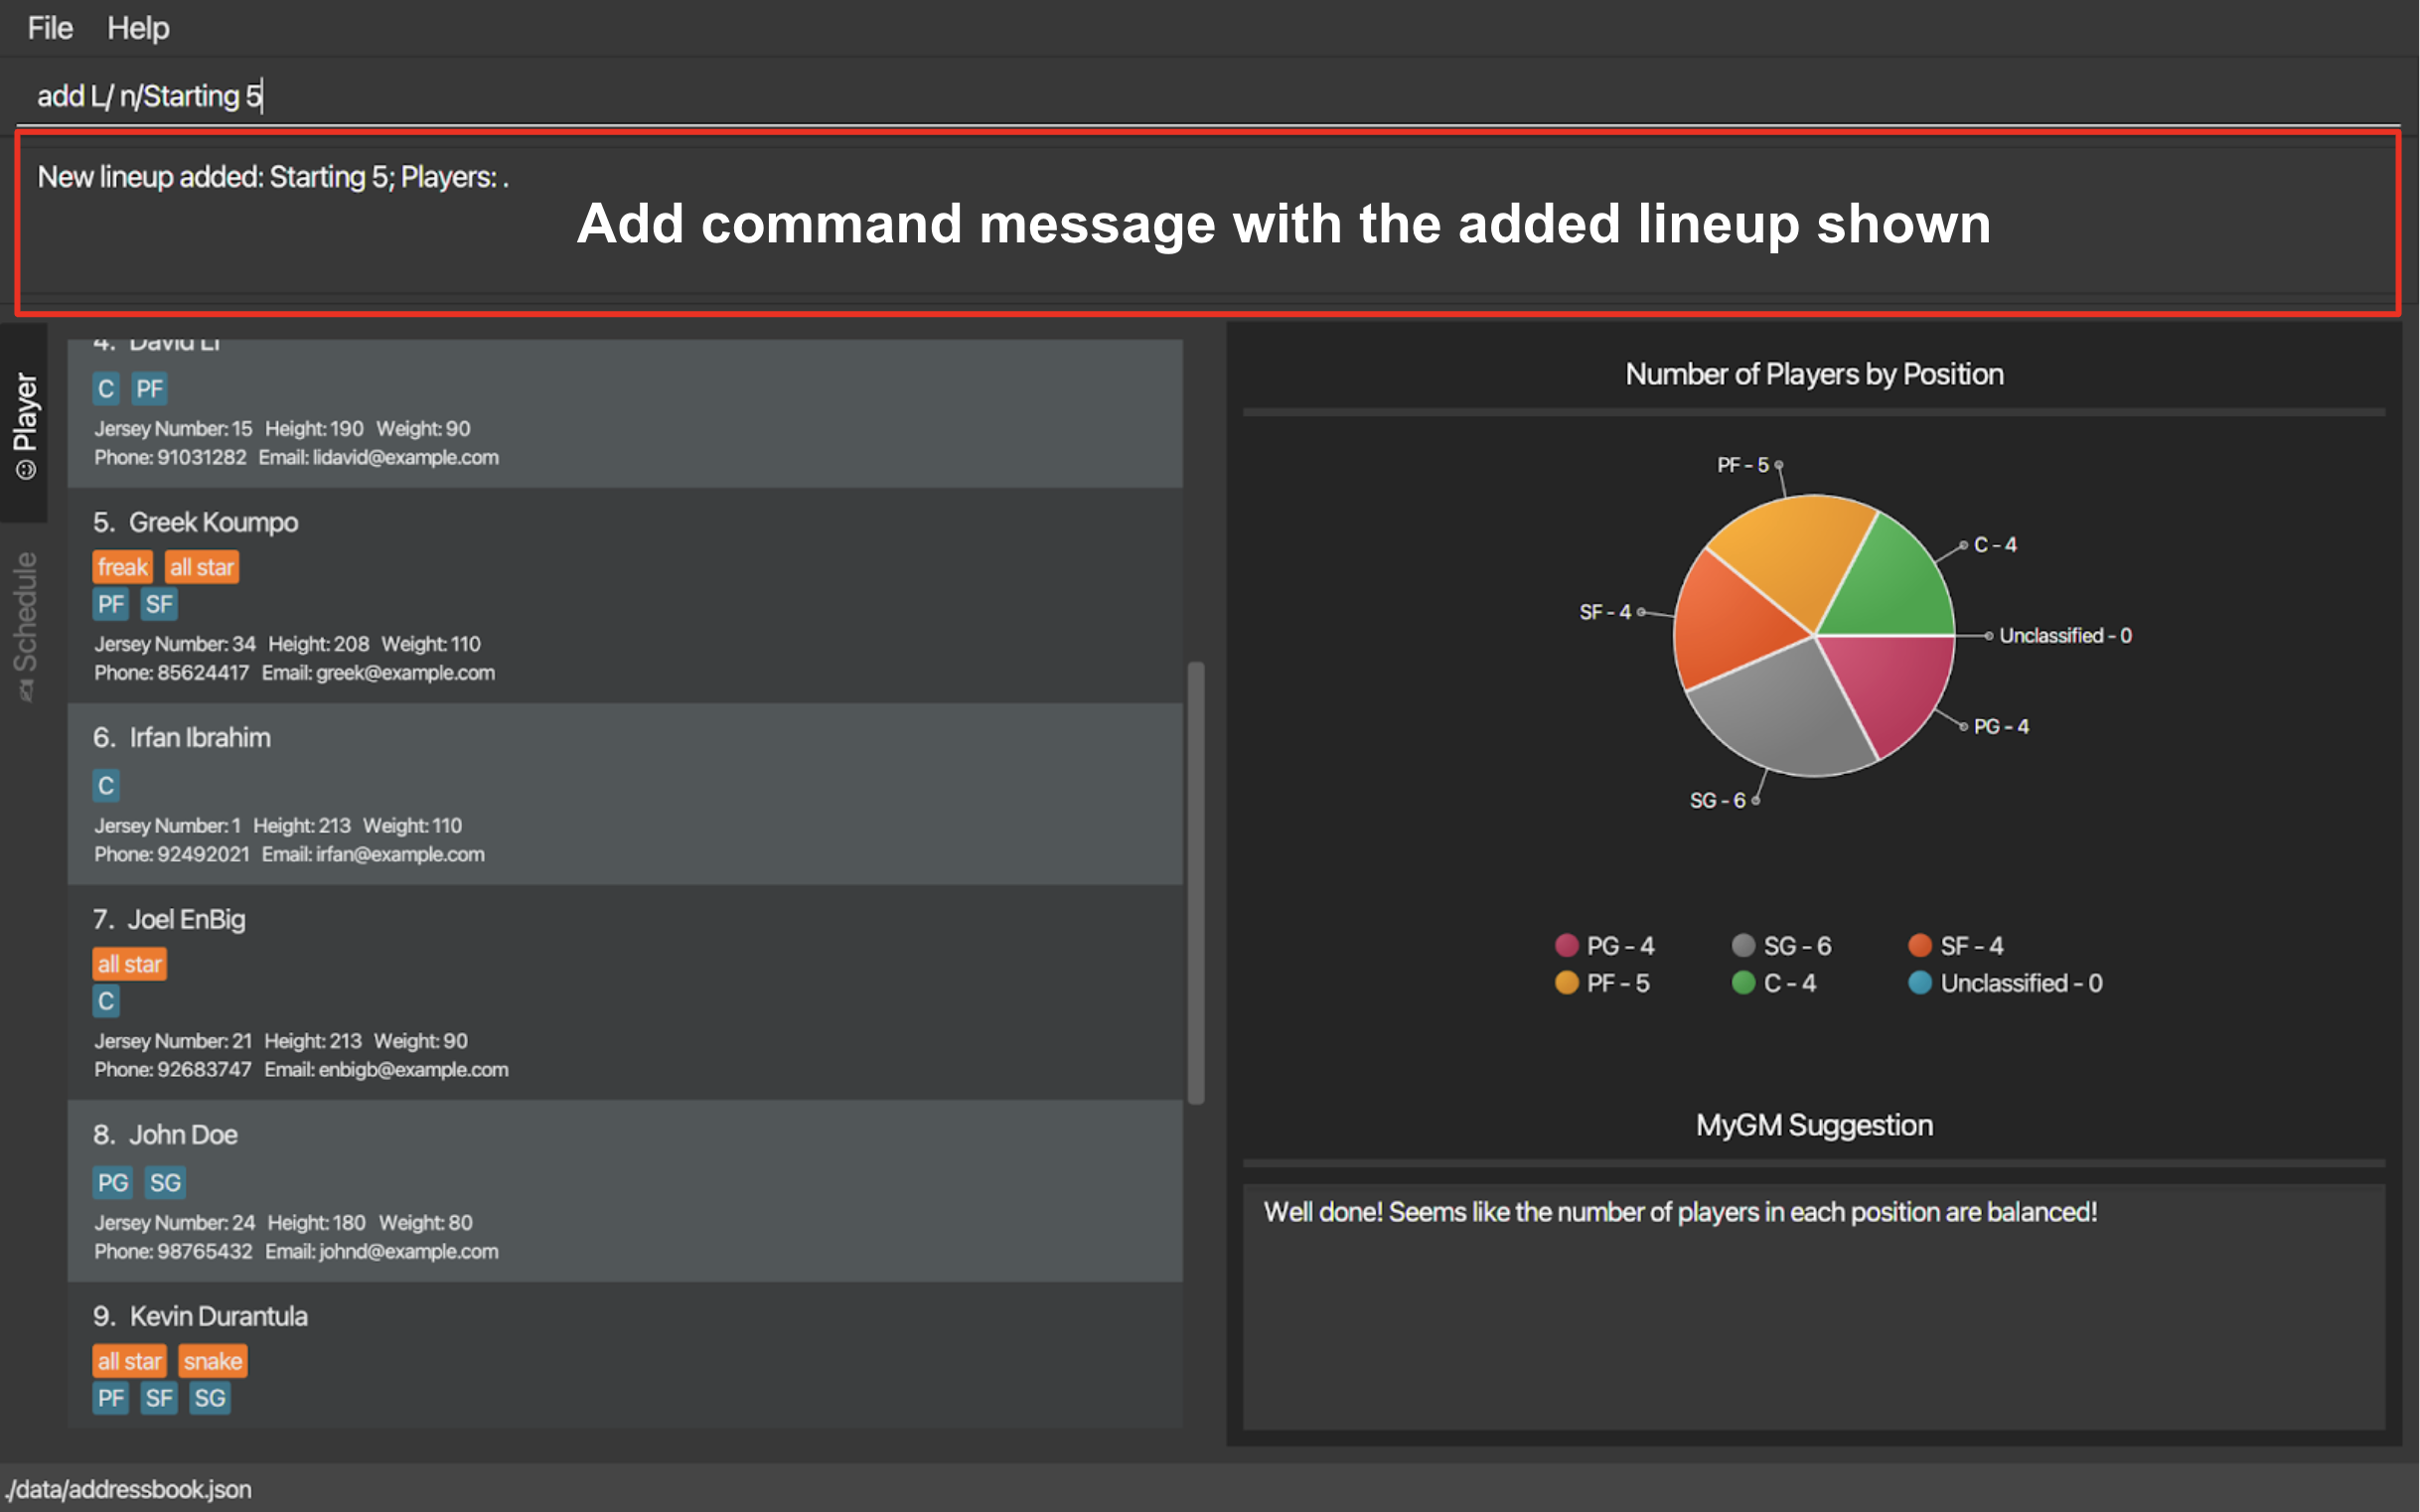 File Help
add L/ n/Starting 5
New lineup added: Starting 5; Players: .
Add command message with the added lineup shown
Player
Schedule
4. David Li
C PF
Jersey Number: 15 Height: 190 Weight: 90
Phone: 91031282 Email: lidavid@example.com
5. Greek Koumpo
freak all star
PF SF
Jersey Number: 34 Height: 208 Weight: 110
Phone: 85624417 Email: greek@example.com
6. Irfan Ibrahim
C
Jersey Number: 1 Height: 213 Weight: 110
Phone: 92492021 Email: irfan@example.com
7. Joel EnBig
all star
C
Jersey Number: 21 Height: 213 Weight: 90
Phone: 92683747 Email: enbigb@example.com
8. John Doe
PG SG
Jersey Number: 24 Height: 180 Weight: 80
Phone: 98765432 Email: johnd@example.com
9. Kevin Durantula
all star snake
PF SF SG
Number of Players by Position
PF - 5
C - 4
SF - 4
Unclassified - 0
PG - 4
SG - 6
PG - 4 SG - 6 SF - 4
PF - 5 C - 4 Unclassified - 0
MyGM Suggestion
Well done! Seems like the number of players in each position are balanced!
./data/addressbook.json